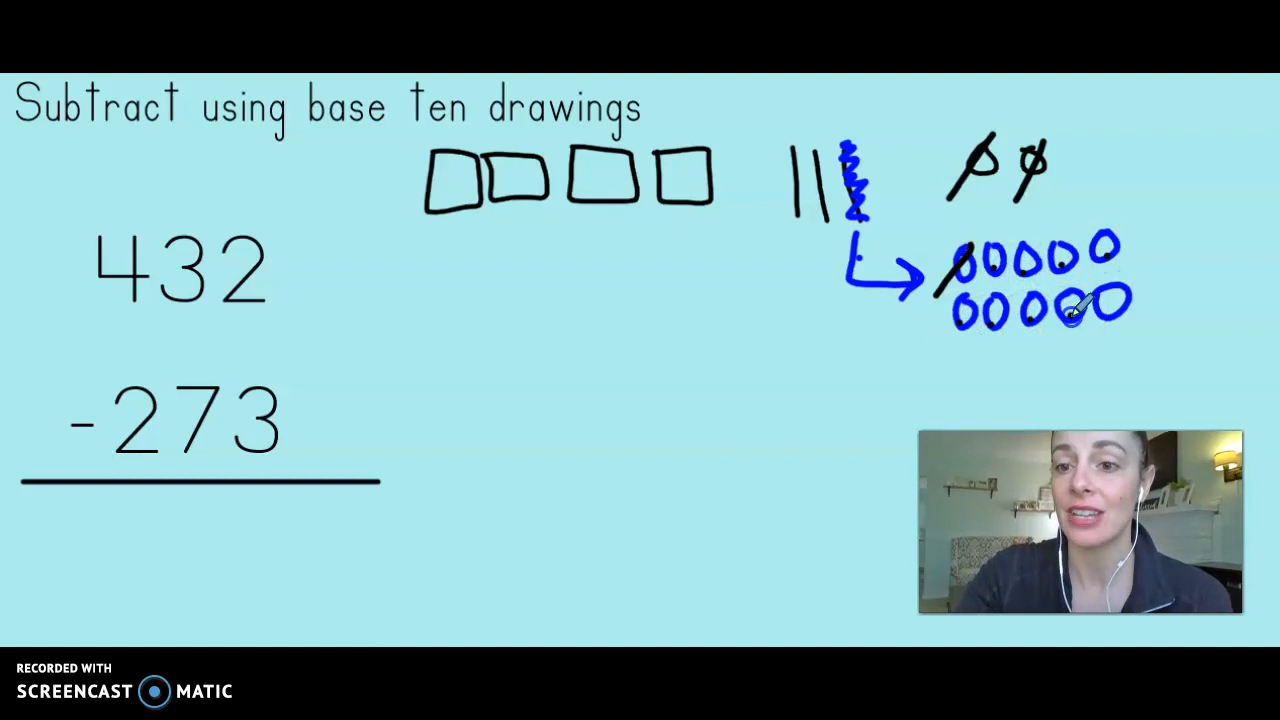 Subtract using base ten drawings
432
-273
RECORDED WITH
SCREENCAST MATIC